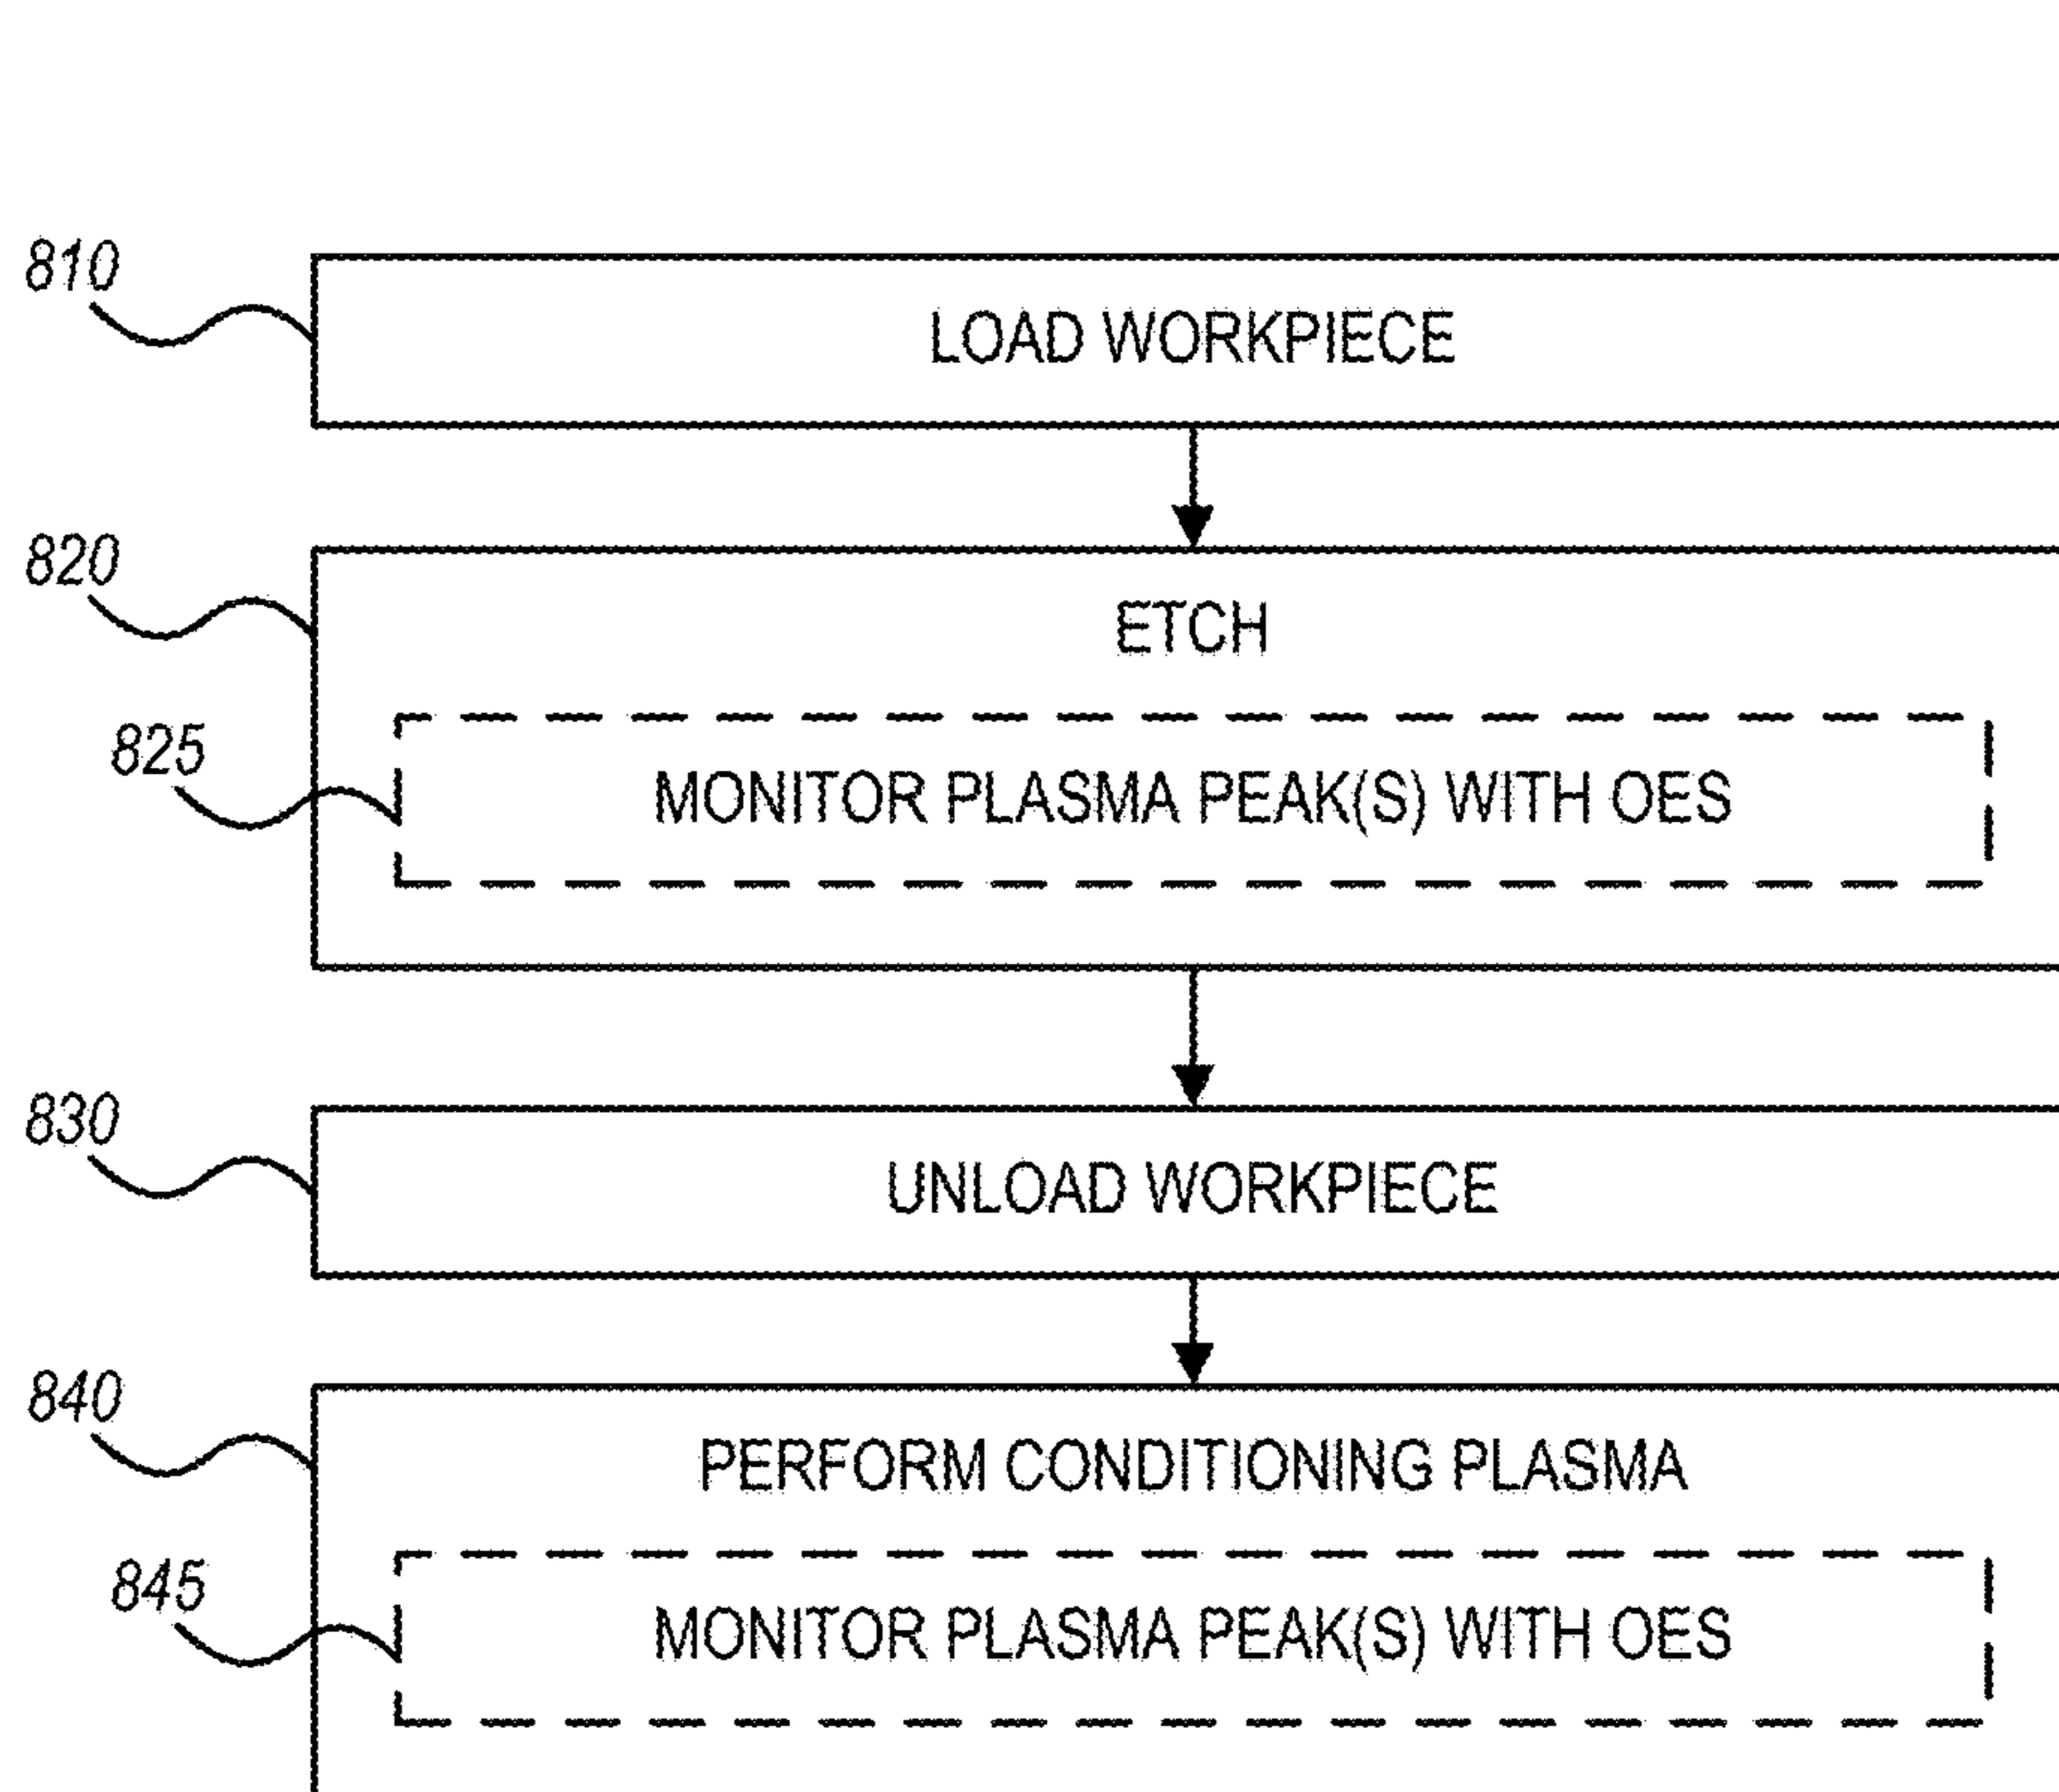 810
LOAD WORKPIECE
820
ETCH
825
MONITOR PLASMA PEAK(S) WITH OES
830
UNLOAD WORKPIECE
840
PERFORM CONDITIONING PLASMA
845
MONITOR PLASMA PEAK(S) WITH OES